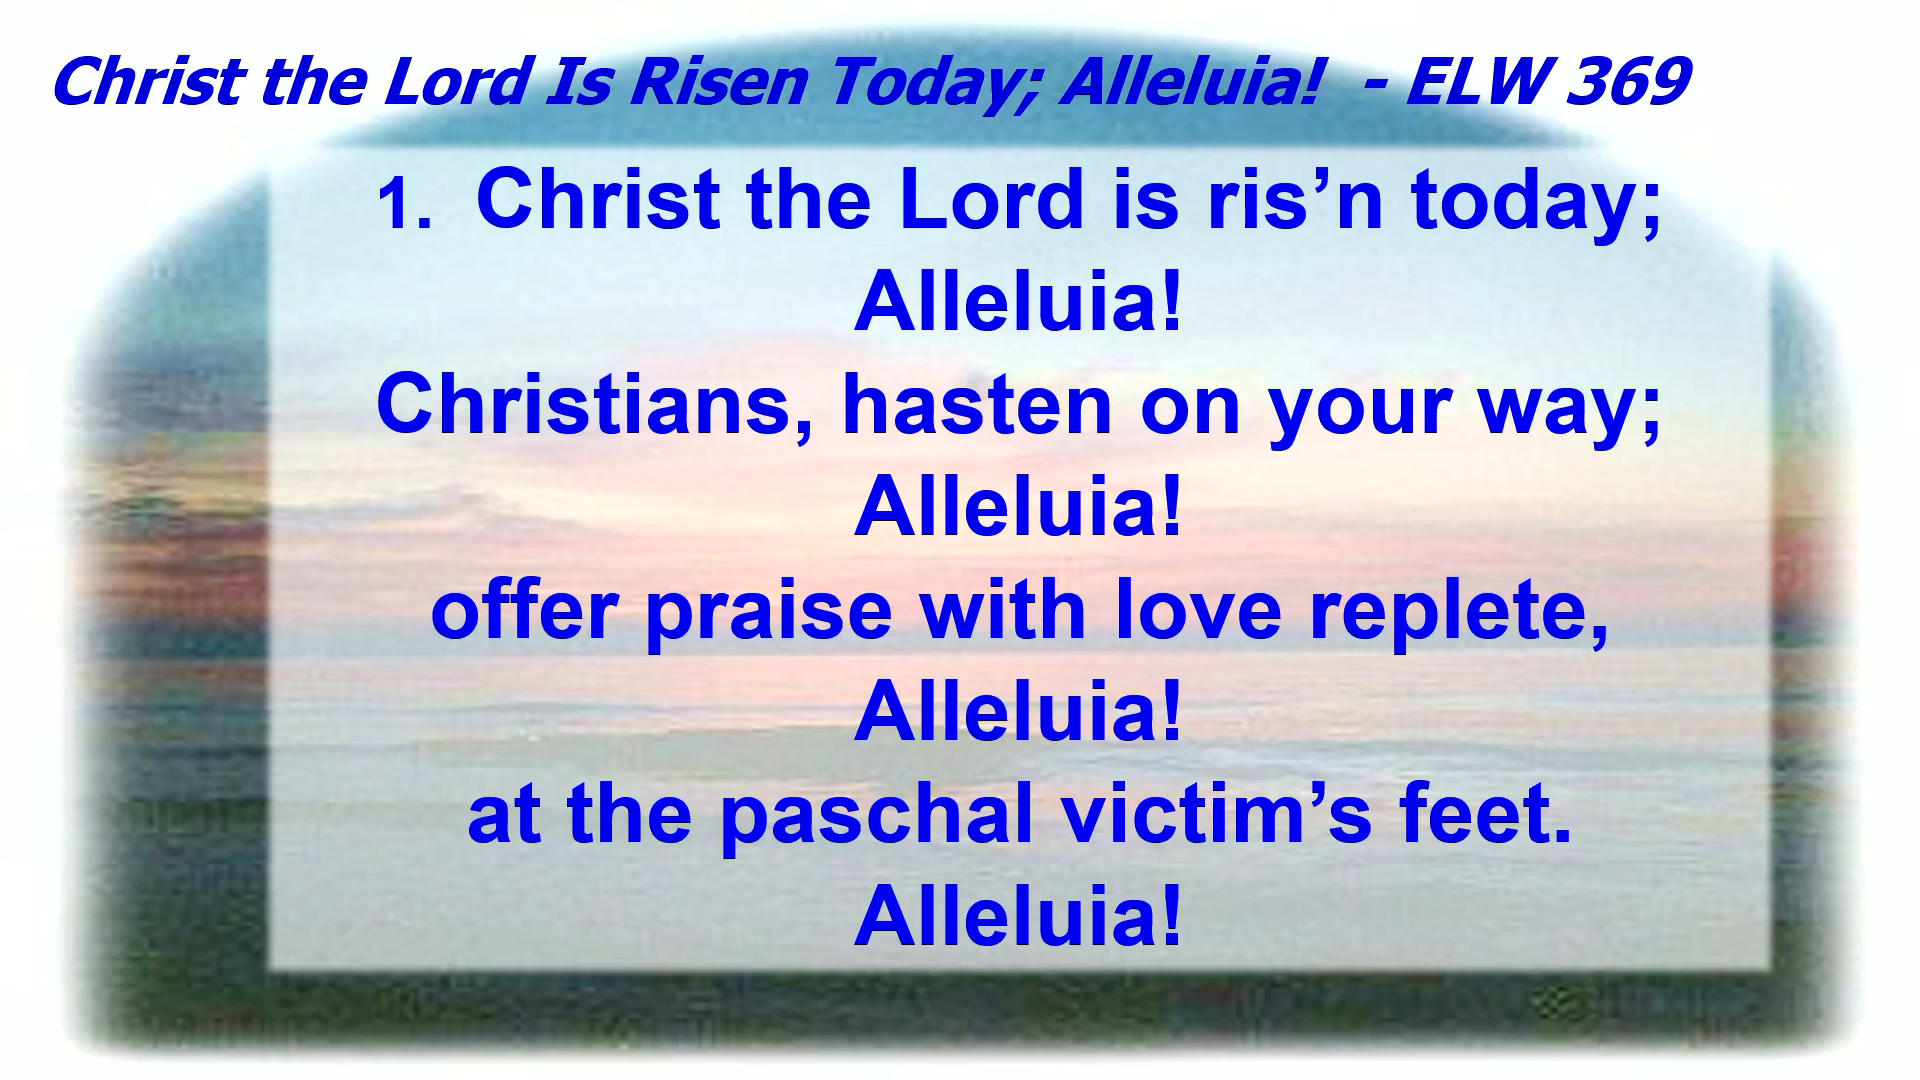 Christ the Lord Is Risen Today; Alleluia!  - ELW 369
1.  Christ the Lord is ris’n today;
Alleluia!
Christians, hasten on your way;
Alleluia!
offer praise with love replete,
Alleluia!
at the paschal victim’s feet.
Alleluia!